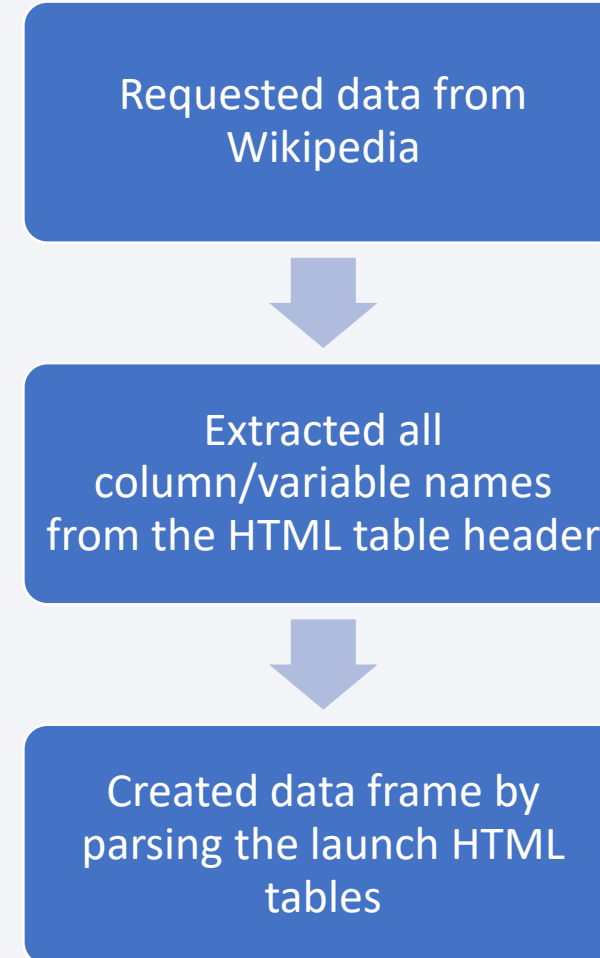 Requested data from
Wikipedia
Extracted all
column/variable names
from the HTML table header
Created data frame by
parsing the launch HTML
tables